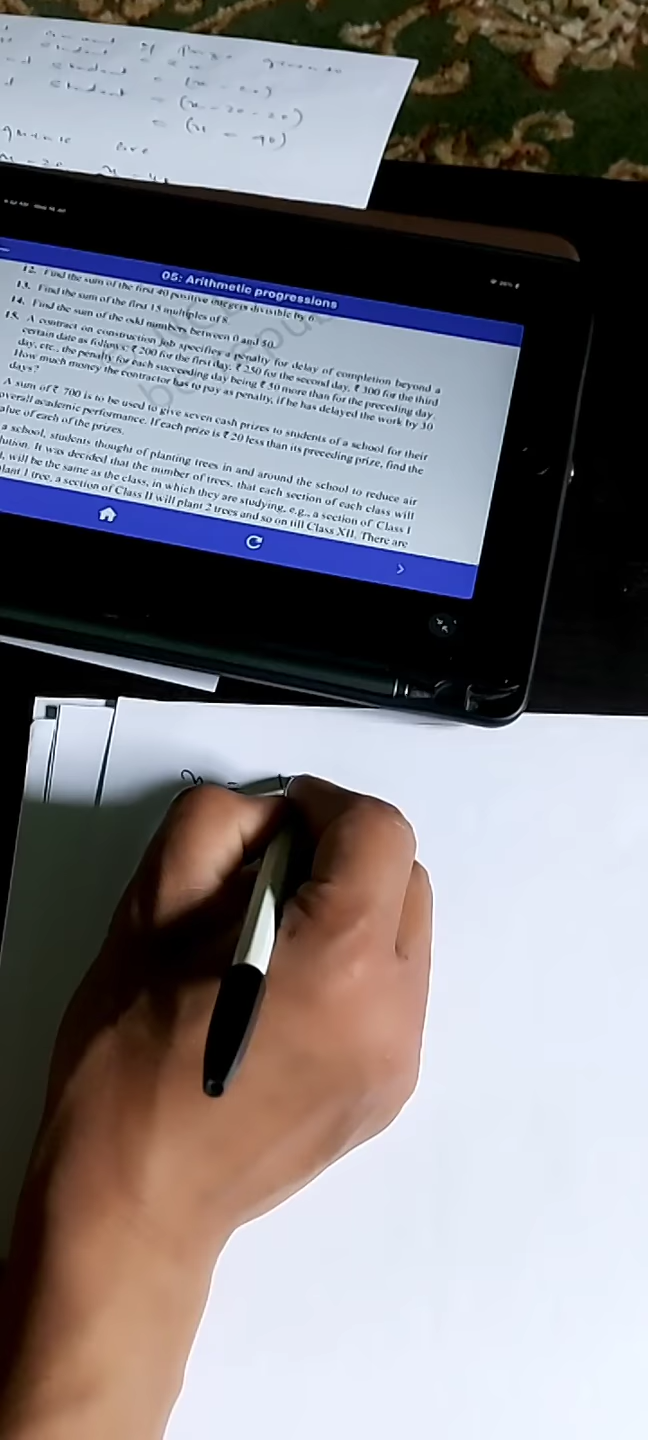 (x - 20 - 20)
= (x - 40)
05: Arithmetic progressions
12. Find the sum of the first 40 positive integers divisible by 6.
13. Find the sum of the first 15 multiples of 8.
14. Find the sum of the odd numbers between 0 and 50.
15. A contract on construction job specifies a penalty for delay of completion beyond a
certain date as follows: ₹ 200 for the first day, ₹ 250 for the second day, ₹ 300 for the third
day, etc., the penalty for each succeeding day being ₹ 50 more than for the preceding day.
How much money the contractor has to pay as penalty, if he has delayed the work by 30
days?
A sum of ₹ 700 is to be used to give seven cash prizes to students of a school for their
overall academic performance. If each prize is ₹ 20 less than its preceding prize, find the
value of each of the prizes.
a school, students thought of planting trees in and around the school to reduce air
lution. It was decided that the number of trees, that each section of each class will
, will be the same as the class, in which they are studying, e.g., a section of Class I
lant 1 tree, a section of Class II will plant 2 trees and so on till Class XII. There are